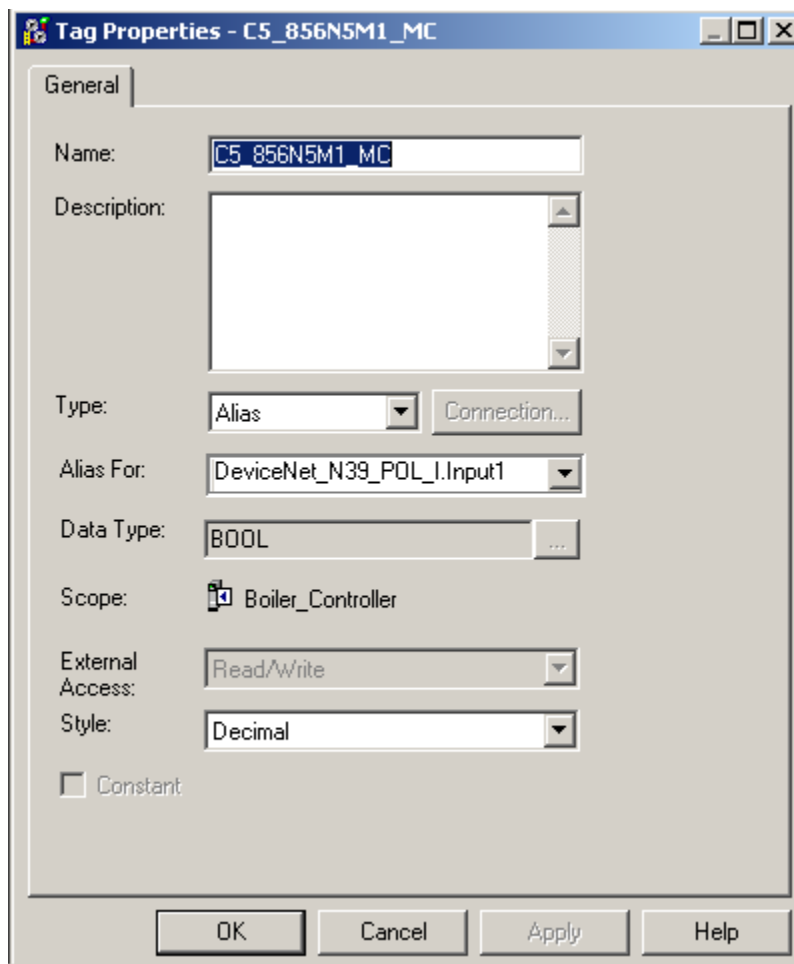 Tag Properties - C5_856N5M1_MC
General
Name: C5_856N5M1_MC
Description:
Type: Alias Connection...
Alias For: DeviceNet_N39_POL_I.Input1
Data Type: BOOL ...
Scope: Boiler_Controller
External Access: Read/Write
Style: Decimal
Constant
OK Cancel Apply Help